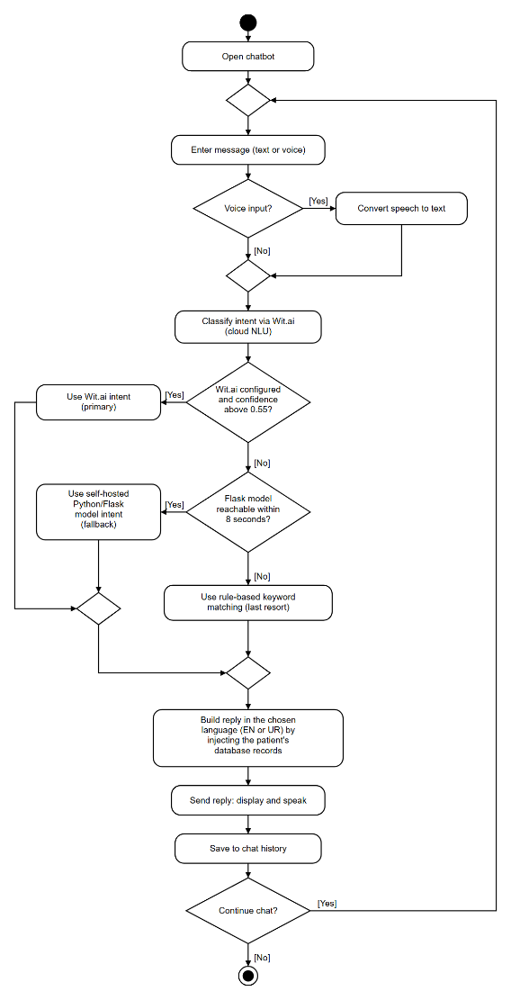 Open chatbot
Enter message (text or voice)
Voice input?
[Yes]
Convert speech to text
[No]
Classify intent via Wit.ai
(cloud NLU)
Wit.ai configured
and confidence
above 0.55?
[Yes]
Use Wit.ai intent
(primary)
[No]
Flask model
reachable within
8 seconds?
[Yes]
Use self-hosted
Python/Flask
model intent
(fallback)
[No]
Use rule-based keyword
matching (last resort)
Build reply in the chosen
language (EN or UR) by
injecting the patient's
database records
Send reply: display and speak
Save to chat history
Continue chat?
[Yes]
[No]